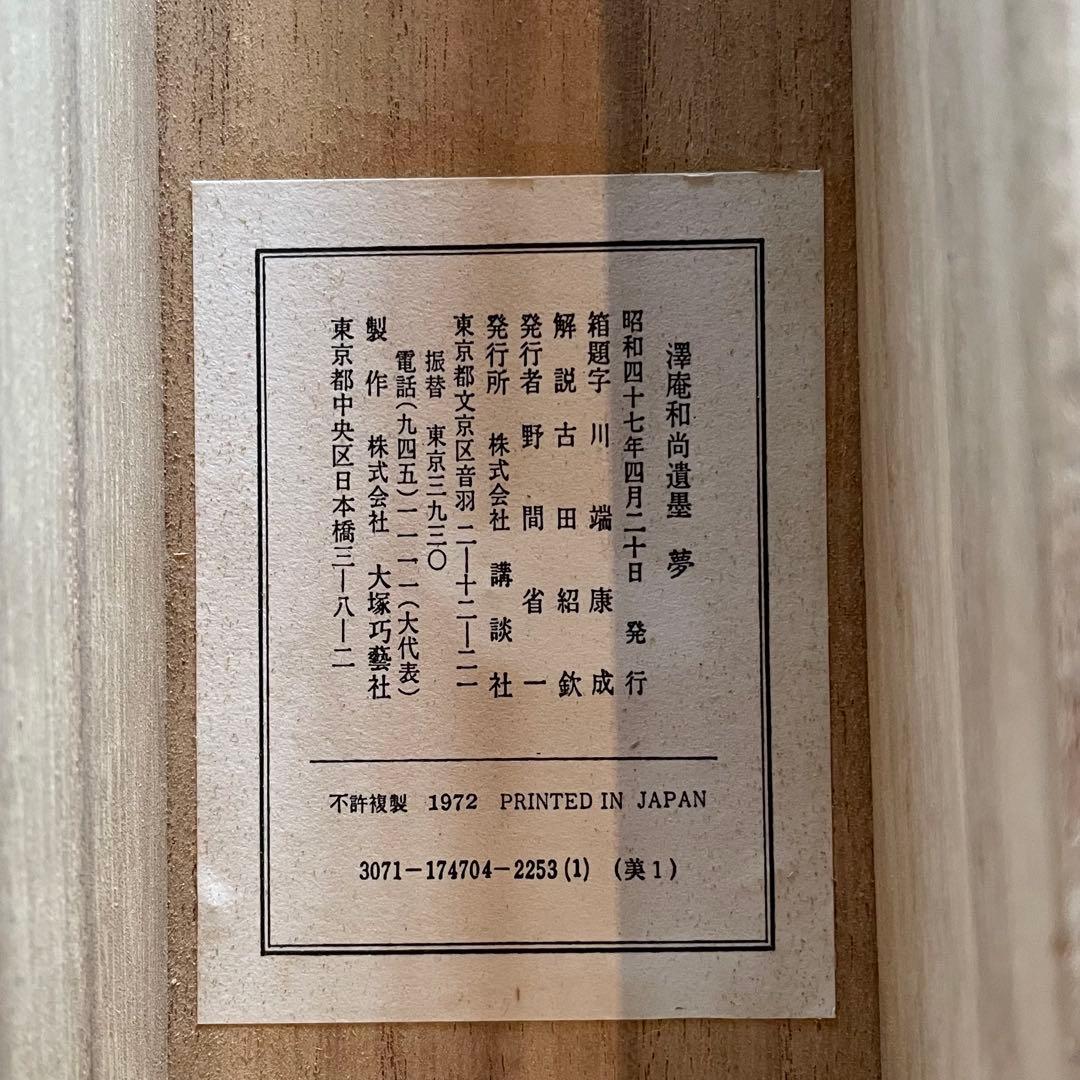 澤庵和尚遺墨 夢
昭和四十七年四月二十日 発行
箱題字 川端康成
解説 古田紹欽
発行者 野間省一
発行所 株式会社 講談社
東京都文京区音羽二―十二―二一
振替 東京三九三〇
電話(九四五)一一一一(大代表)
製作 株式会社 大塚巧藝社
東京都中央区日本橋三―八―二
不許複製 1972 PRINTED IN JAPAN
3071-174704-2253(1) (美1)